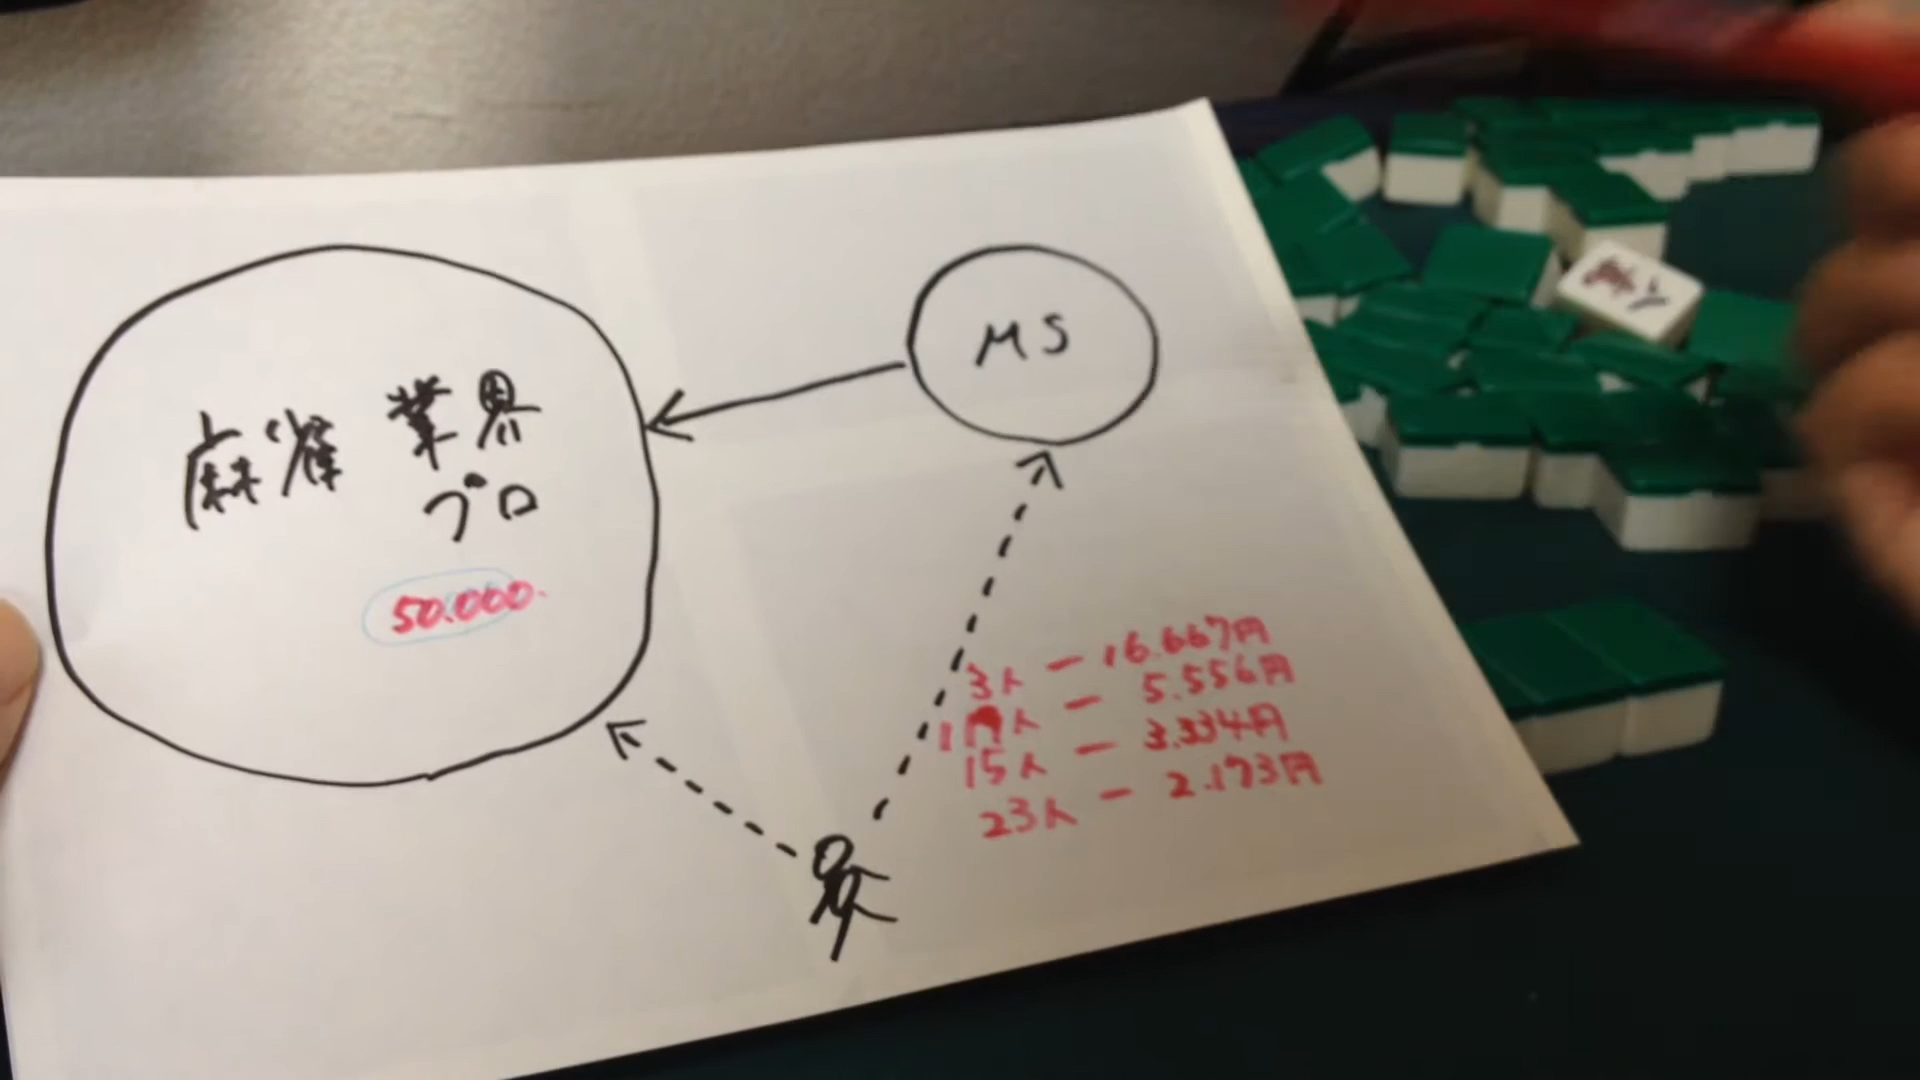 麻雀 業界
プロ
50.000.
MS
3人 ー 16.667円
人 ー 5.556円
15人 ー 3.334円
23人 ー 2.173円